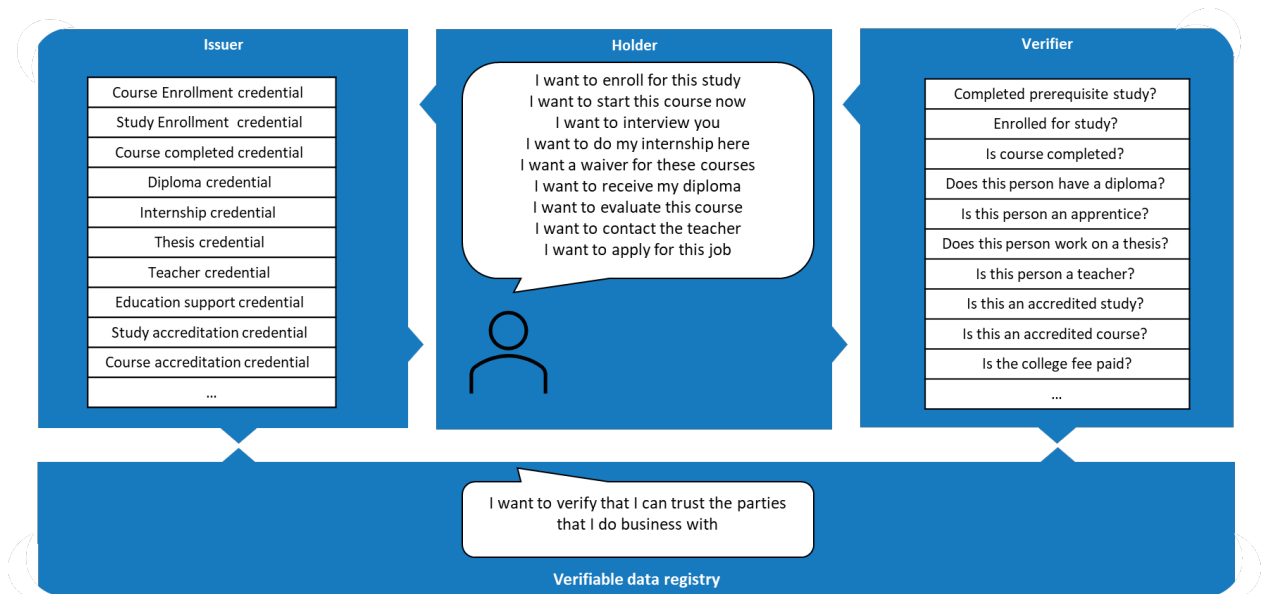 Issuer
Course Enrollment credential
Study Enrollment  credential
Course completed credential
Diploma credential
Internship credential
Thesis credential
Teacher credential
Education support credential
Study accreditation credential
Course accreditation credential
...
Holder
I want to enroll for this study
I want to start this course now
I want to interview you
I want to do my internship here
I want a waiver for these courses
I want to receive my diploma
I want to evaluate this course
I want to contact the teacher
I want to apply for this job
Verifier
Completed prerequisite study?
Enrolled for study?
Is course completed?
Does this person have a diploma?
Is this person an apprentice?
Does this person work on a thesis?
Is this person a teacher?
Is this an accredited study?
Is this an accredited course?
Is the college fee paid?
...
I want to verify that I can trust the parties
that I do business with
Verifiable data registry